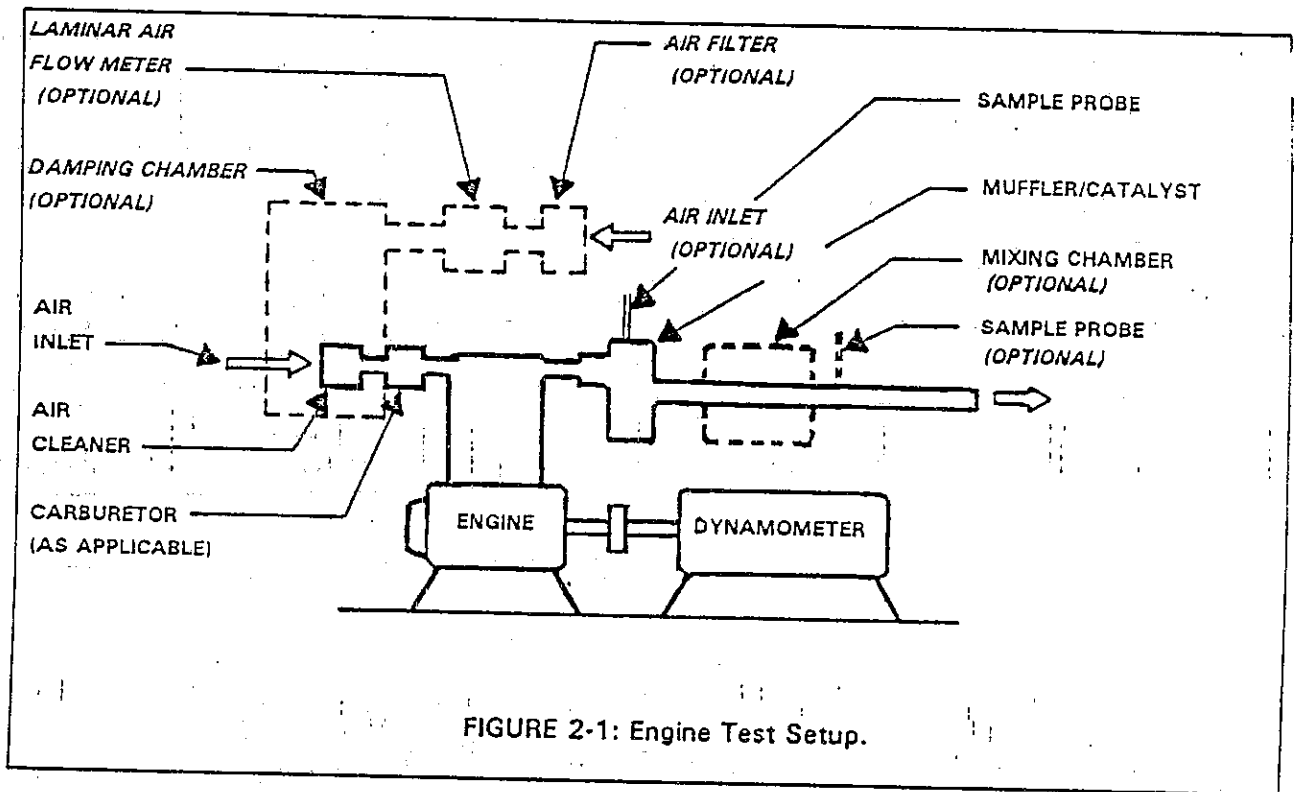 LAMINAR AIR
FLOW METER
(OPTIONAL)
AIR FILTER
(OPTIONAL)
SAMPLE PROBE
DAMPING CHAMBER
(OPTIONAL)
MUFFLER/CATALYST
AIR INLET
(OPTIONAL)
MIXING CHAMBER
(OPTIONAL)
AIR
INLET
SAMPLE PROBE
(OPTIONAL)
AIR
CLEANER
CARBURETOR
(AS APPLICABLE)
ENGINE
DYNAMOMETER
FIGURE 2-1: Engine Test Setup.